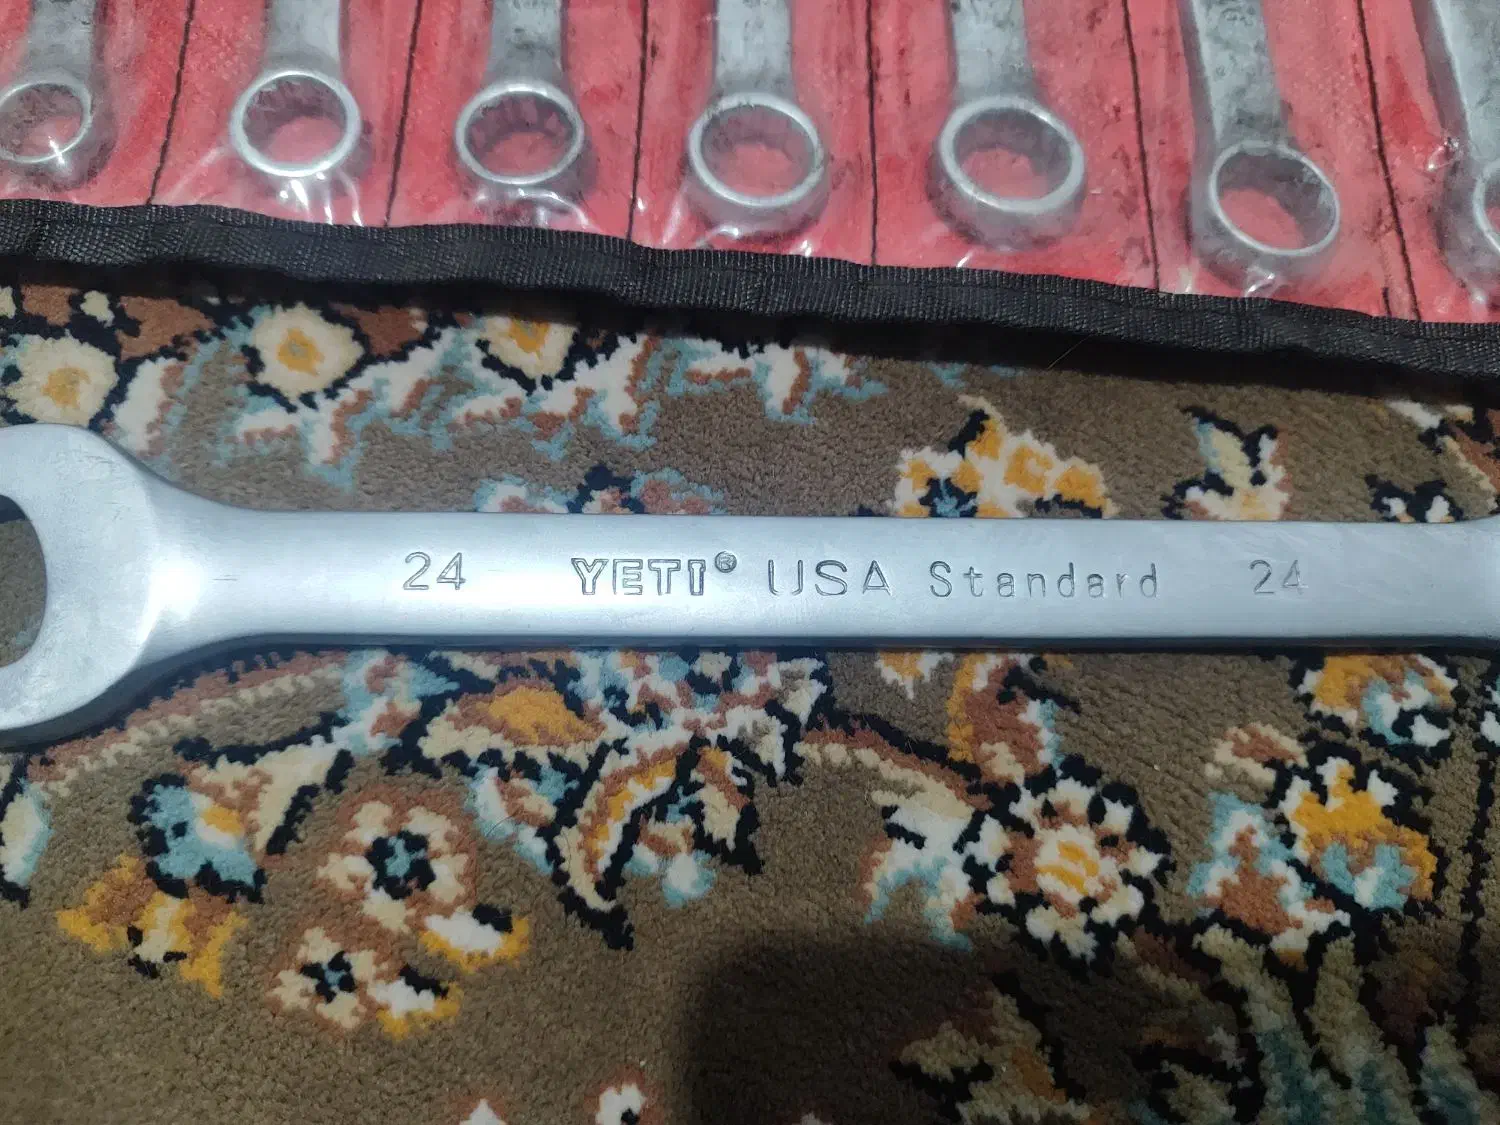 24 YETI® USA Standard 24